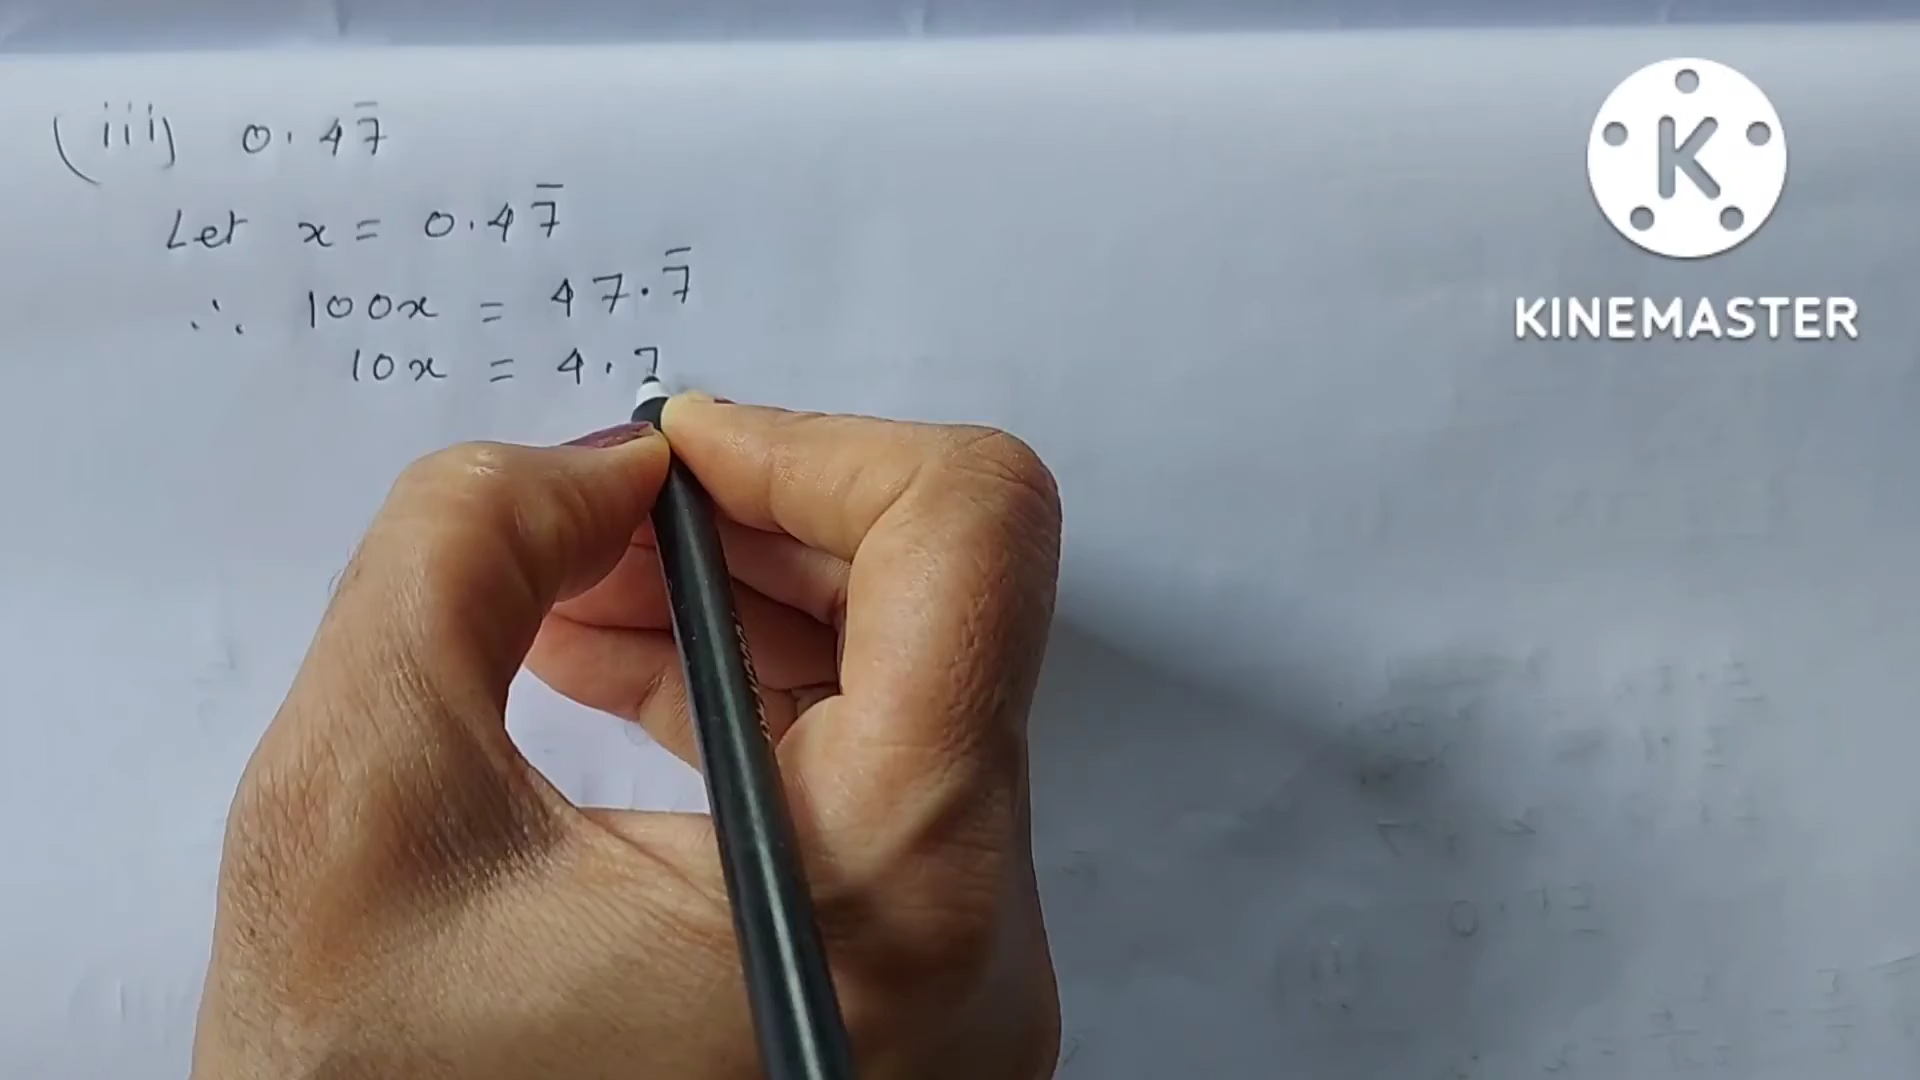 (iii) 0.47̄
Let x = 0.47̄
∴ 100x = 47.7̄
10x = 4.7
K
KINEMASTER